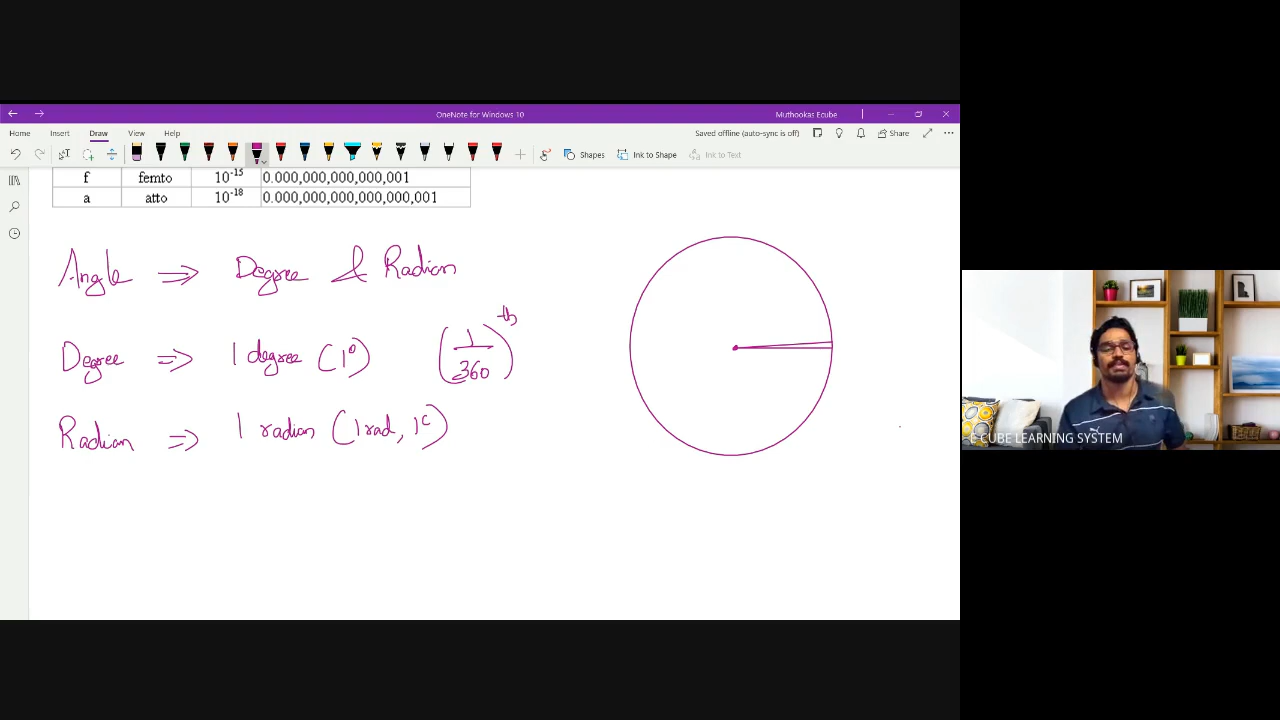 OneNote for Windows 10
Muthookas Ecube
Home Insert Draw View Help
Saved offline (auto-sync is off) Share
Shapes Ink to Shape Ink to Text
f femto 10-15 0.000,000,000,000,001
a atto 10-18 0.000,000,000,000,000,001
Angle ⇒ Degree & Radian
Degree ⇒ 1 degree (1°) (1/360)th
Radian ⇒ 1 radian (1 rad, 1c)
E CUBE LEARNING SYSTEM